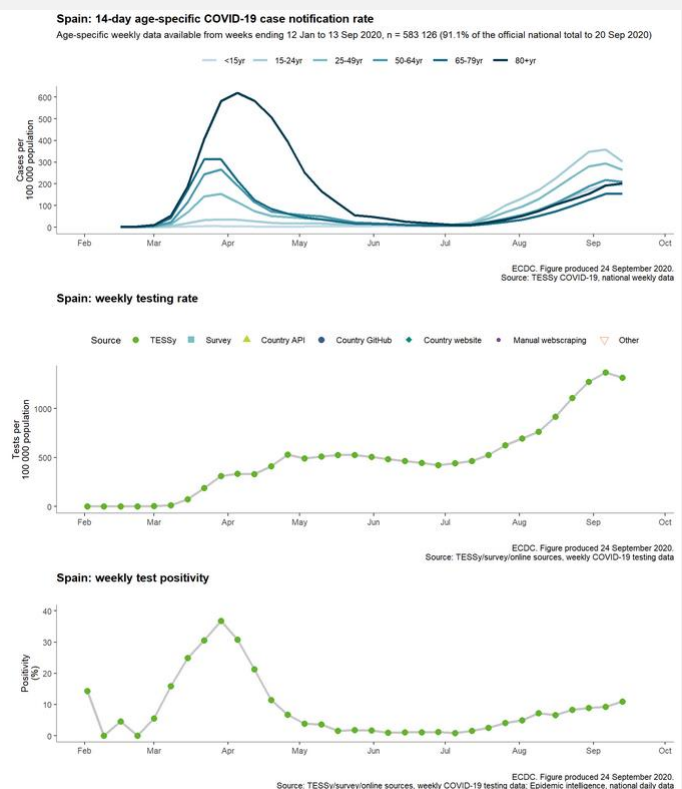 Spain: 14-day age-specific COVID-19 case notification rate
Age-specific weekly data available from weeks ending 12 Jan to 13 Sep 2020, n = 583 126 (91.1% of the official national total to 20 Sep 2020)
<15yr 15-24yr 25-49yr 50-64yr 65-79yr 80+yr
Cases per
100 000 population
600
500
400
300
200
100
0
Feb Mar Apr May Jun Jul Aug Sep Oct
ECDC. Figure produced 24 September 2020.
Source: TESSy COVID-19, national weekly data
Spain: weekly testing rate
Source TESSy Survey Country API Country GitHub Country website Manual webscraping Other
Tests per
100 000 population
1000
500
0
Feb Mar Apr May Jun Jul Aug Sep Oct
ECDC. Figure produced 24 September 2020.
Source: TESSy/survey/online sources, weekly COVID-19 testing data
Spain: weekly test positivity
Positivity
(%)
40
30
20
10
0
Feb Mar Apr May Jun Jul Aug Sep Oct
ECDC. Figure produced 24 September 2020.
Source: TESSy/survey/online sources, weekly COVID-19 testing data; Epidemic intelligence, national daily data